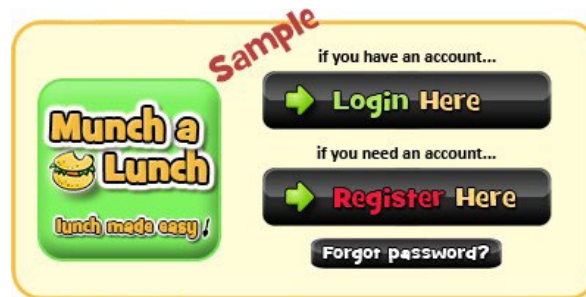 Sample
Munch a
Lunch
lunch made easy!
if you have an account...
Login Here
if you need an account...
Register Here
Forgot password?